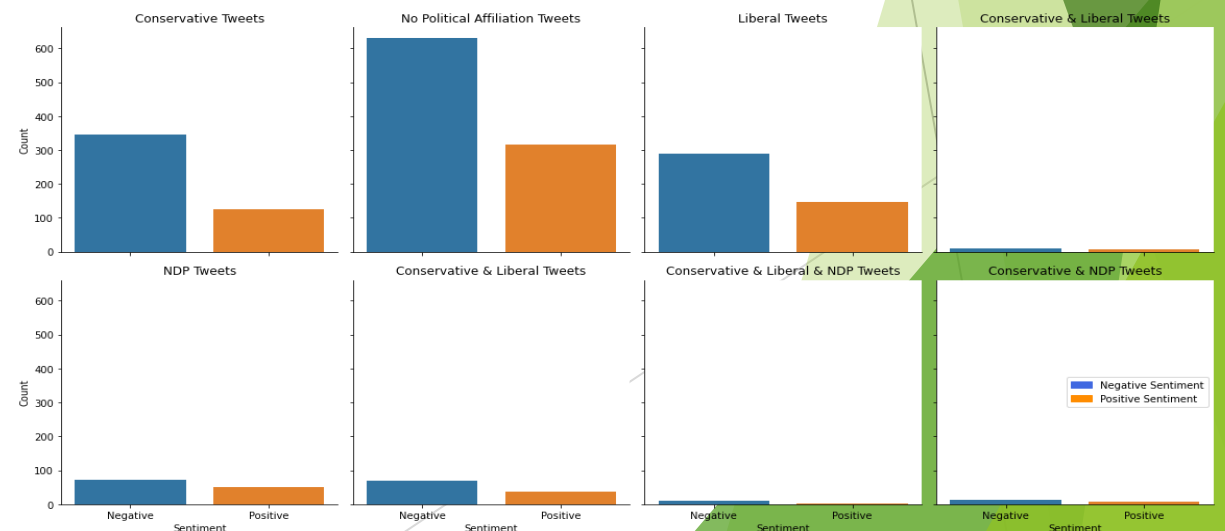 Conservative Tweets
No Political Affiliation Tweets
Liberal Tweets
Conservative & Liberal Tweets
600
500
400
300
200
100
0
Count
NDP Tweets
Conservative & Liberal Tweets
Conservative & Liberal & NDP Tweets
Conservative & NDP Tweets
600
500
400
300
200
100
0
Count
Negative Sentiment
Positive Sentiment
Negative Positive
Negative Positive
Negative Positive
Negative Positive
Sentiment
Sentiment
Sentiment
Sentiment